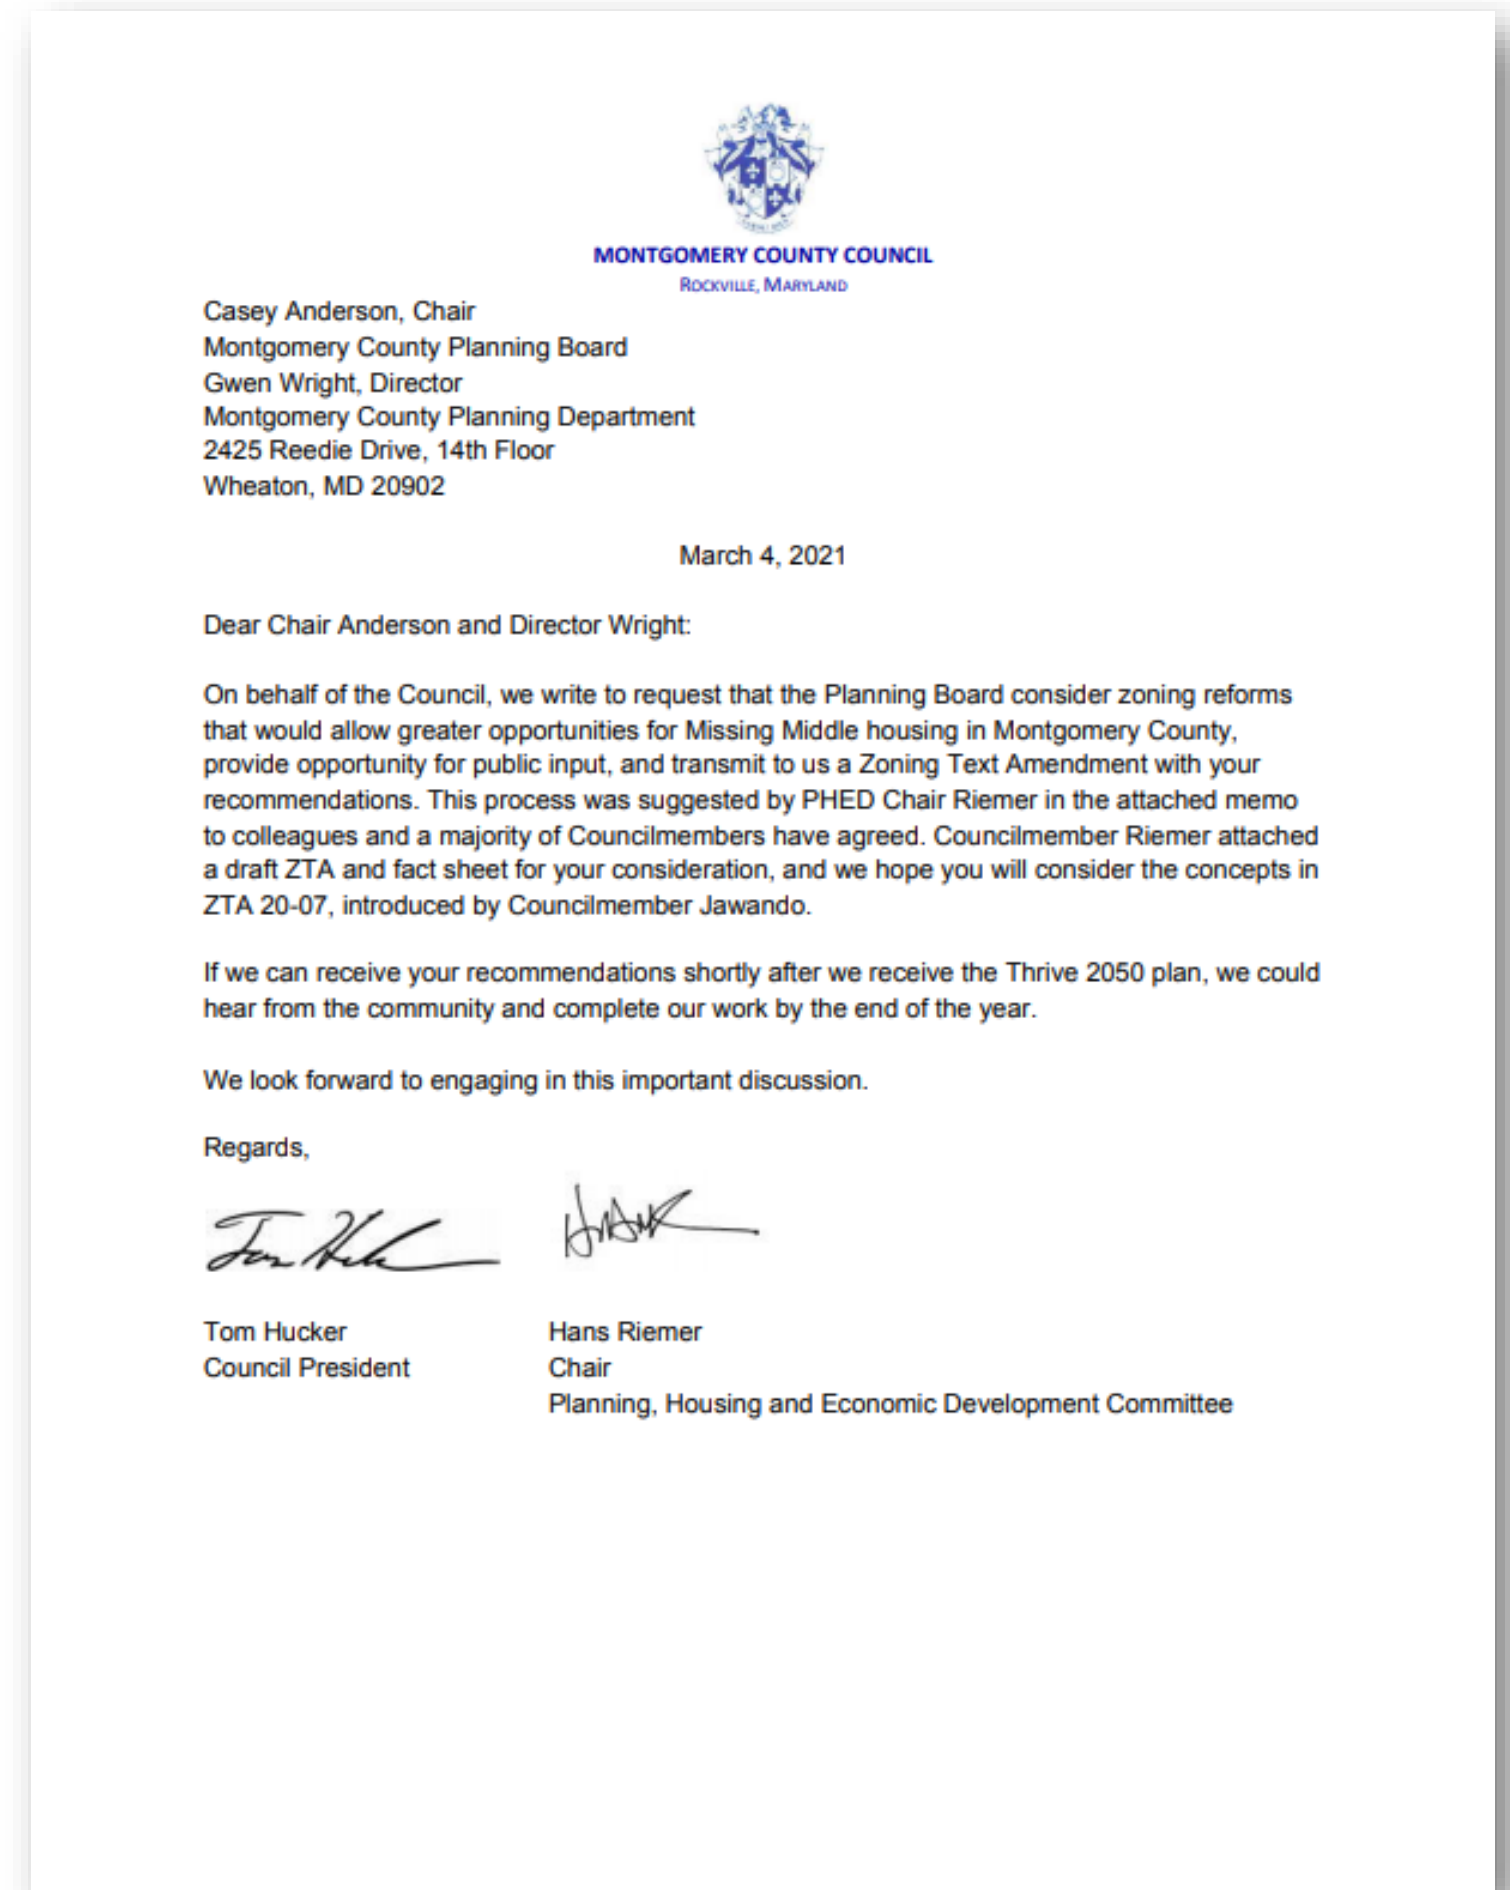 MONTGOMERY COUNTY COUNCIL
ROCKVILLE, MARYLAND
Casey Anderson, Chair
Montgomery County Planning Board
Gwen Wright, Director
Montgomery County Planning Department
2425 Reedie Drive, 14th Floor
Wheaton, MD 20902
March 4, 2021
Dear Chair Anderson and Director Wright:
On behalf of the Council, we write to request that the Planning Board consider zoning reforms
that would allow greater opportunities for Missing Middle housing in Montgomery County,
provide opportunity for public input, and transmit to us a Zoning Text Amendment with your
recommendations. This process was suggested by PHED Chair Riemer in the attached memo
to colleagues and a majority of Councilmembers have agreed. Councilmember Riemer attached
a draft ZTA and fact sheet for your consideration, and we hope you will consider the concepts in
ZTA 20-07, introduced by Councilmember Jawando.
If we can receive your recommendations shortly after we receive the Thrive 2050 plan, we could
hear from the community and complete our work by the end of the year.
We look forward to engaging in this important discussion.
Regards,
Tom Hucker Hans Riemer
Council President Chair
Planning, Housing and Economic Development Committee